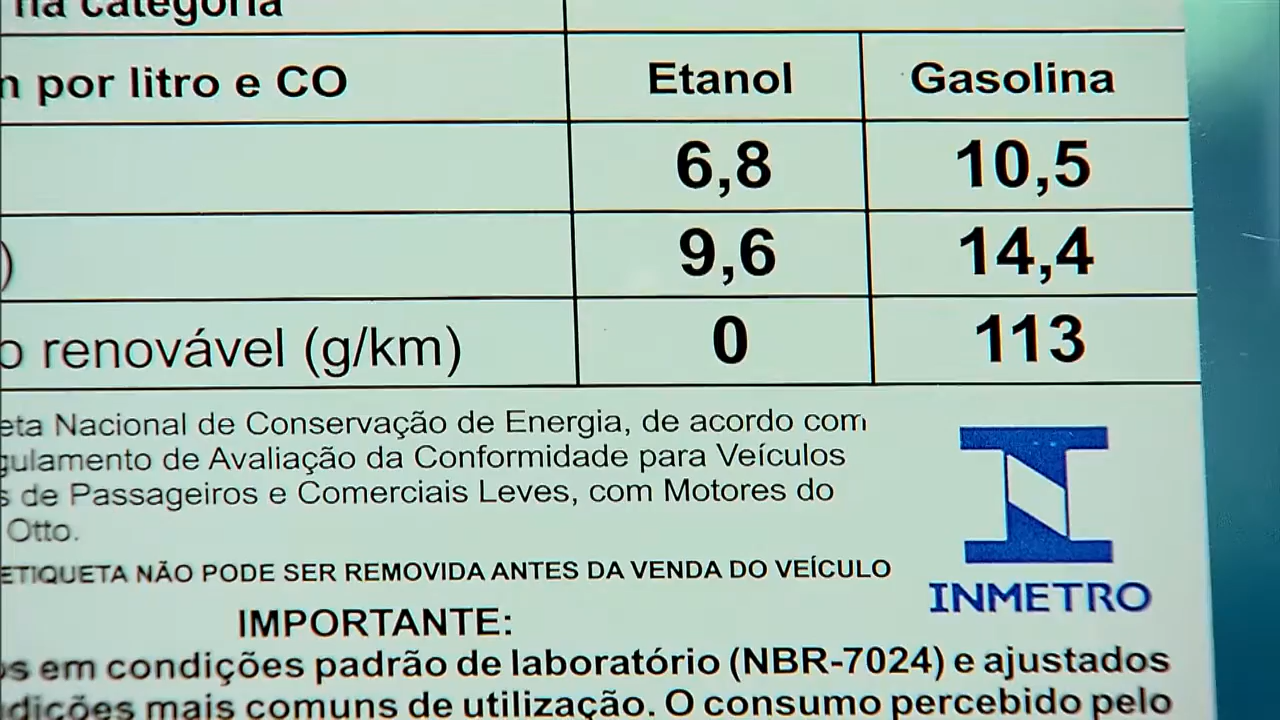 na categoria
por litro e CO Etanol Gasolina
6,8 10,5
) 9,6 14,4
o renovável (g/km) 0 113
eta Nacional de Conservação de Energia, de acordo com
gulamento de Avaliação da Conformidade para Veículos
s de Passageiros e Comerciais Leves, com Motores do
Otto.
ETIQUETA NÃO PODE SER REMOVIDA ANTES DA VENDA DO VEÍCULO
INMETRO
IMPORTANTE:
os em condições padrão de laboratório (NBR-7024) e ajustados
dições mais comuns de utilização. O consumo percebido pelo